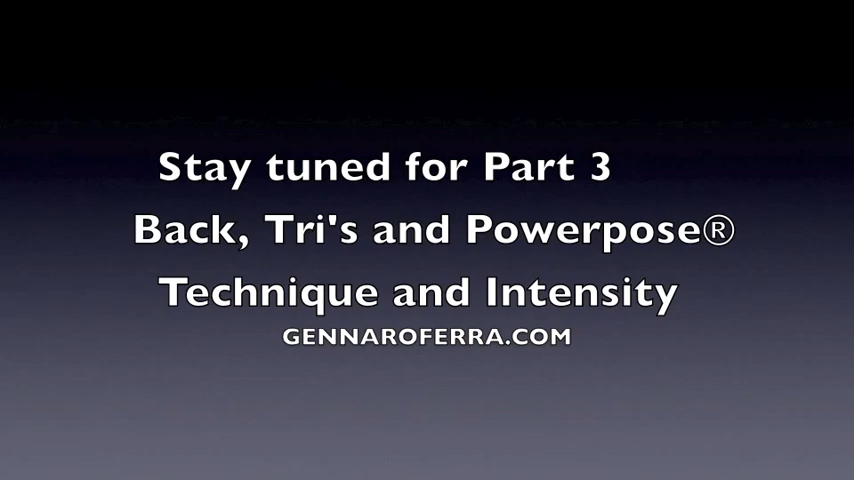 Stay tuned for Part 3
Back, Tri's and Powerpose®
Technique and Intensity
GENNAROFERRA.COM